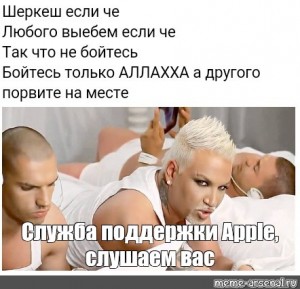 Шеркеш если че
Любого выебем если че
Так что не бойтесь
Бойтесь только АЛЛАХХА а другого
порвите на месте
Служба поддержки Apple,
слушаем вас
meme-arsenal.ru